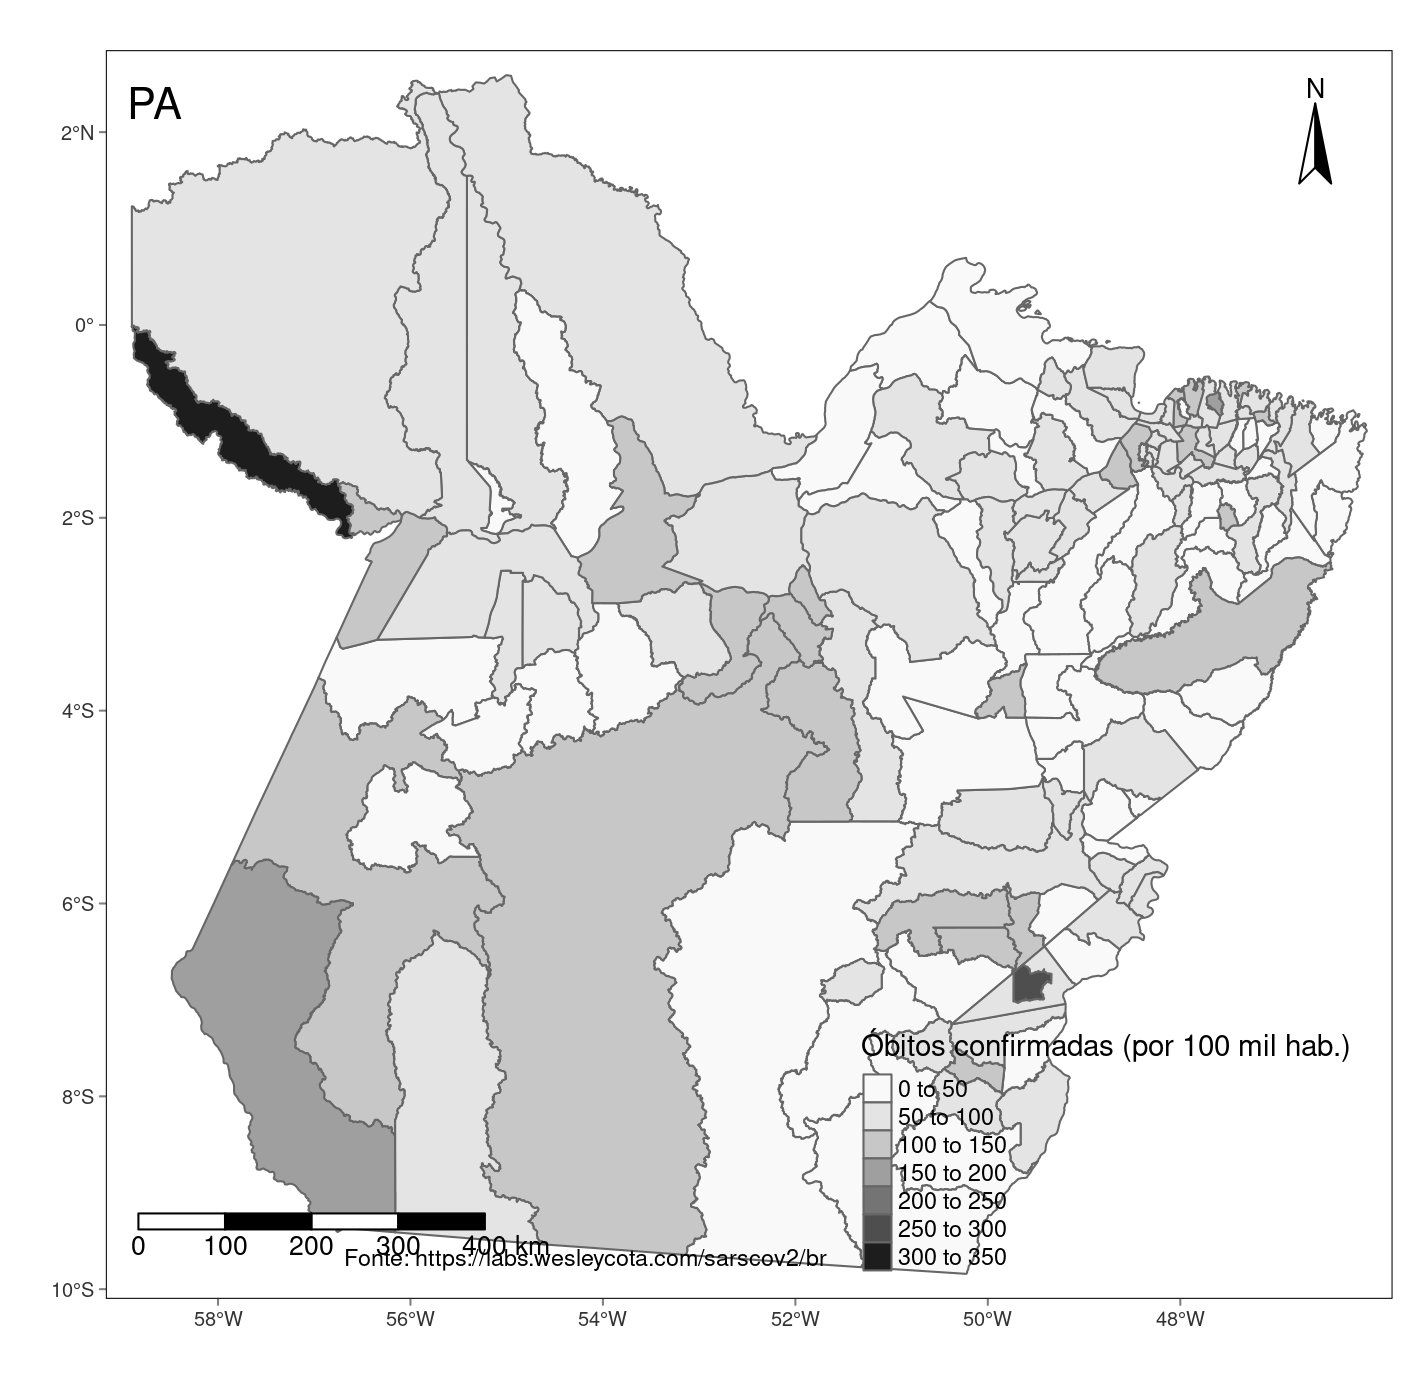 PA
N
2°N
0°
2°S
4°S
6°S
8°S
10°S
Óbitos confirmadas (por 100 mil hab.)
0 to 50
50 to 100
100 to 150
150 to 200
200 to 250
250 to 300
300 to 350
0 100 200 300 400 km
Fonte: https://labs.wesleycota.com/sarscov2/br
58°W 56°W 54°W 52°W 50°W 48°W